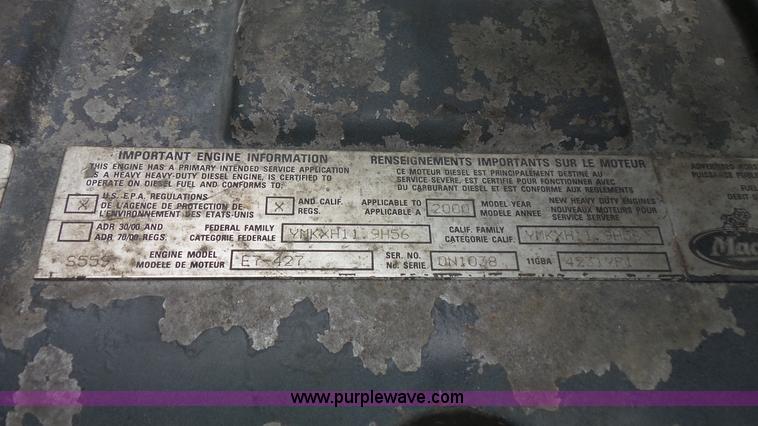 IMPORTANT ENGINE INFORMATION
THIS ENGINE HAS A PRIMARY INTENDED SERVICE APPLICATION
AS A HEAVY HEAVY-DUTY DIESEL ENGINE, IS CERTIFIED TO
OPERATE ON DIESEL FUEL AND CONFORMS TO:
RENSEIGNEMENTS IMPORTANTS SUR LE MOTEUR
CE MOTEUR DIESEL EST PRINCIPALEMENT DESTINE AU
SERVICE SEVERE, EST CERTIFIE POUR FONCTIONNER AVEC
DU CARBURANT DIESEL ET EST CONFORME AUX REGLEMENTS
X U.S. E.P.A. REGULATIONS
DE L'AGENCE DE PROTECTION DE
L'ENVIRONNEMENT DES ETATS-UNIS
X AND CALIF.
REGS.
APPLICABLE TO
APPLICABLE A
2000
MODEL YEAR
MODELE ANNEE
NEW HEAVY DUTY ENGINES
NOUVEAUX MOTEURS POUR
SERVICE SEVERE
ADR 30/00 AND
ADR 70/00 REGS.
FEDERAL FAMILY
CATEGORIE FEDERALE
YMKXH11.9H56
CALIF. FAMILY
CATEGORIE CALIF.
ENGINE MODEL
MODELE DE MOTEUR
E7-427
SER. NO.
No. SERIE
0N1038
11GBA
ADVERTISED
PUISSANCE
FUEL
Mac
www.purplewave.com